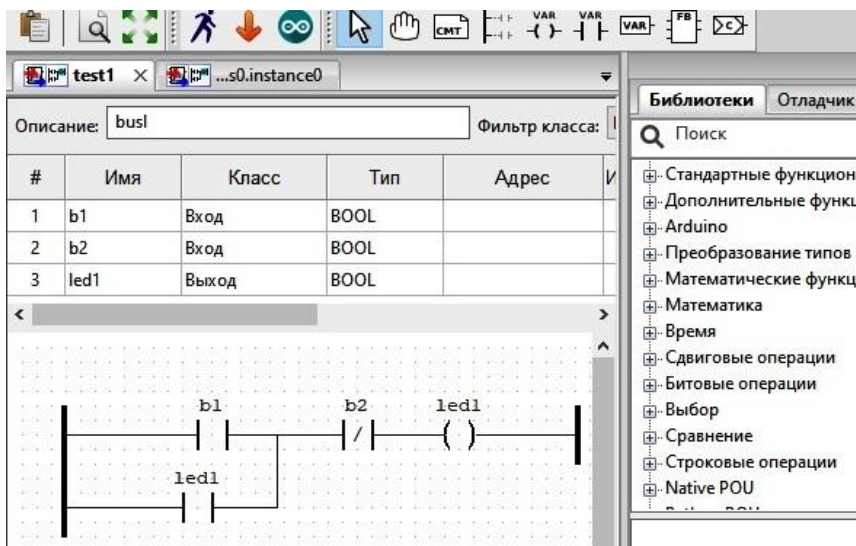 CMT VAR VAR VAR FB
test1 ...s0.instance0
Описание: busl Фильтр класса:
# Имя Класс Тип Адрес
1 b1 Вход BOOL
2 b2 Вход BOOL
3 led1 Выход BOOL
b1 b2 led1
led1
Библиотеки Отладчик
Поиск
Стандартные функцион
Дополнительные функц
Arduino
Преобразование типов
Математические функц
Математика
Время
Сдвиговые операции
Битовые операции
Выбор
Сравнение
Строковые операции
Native POU